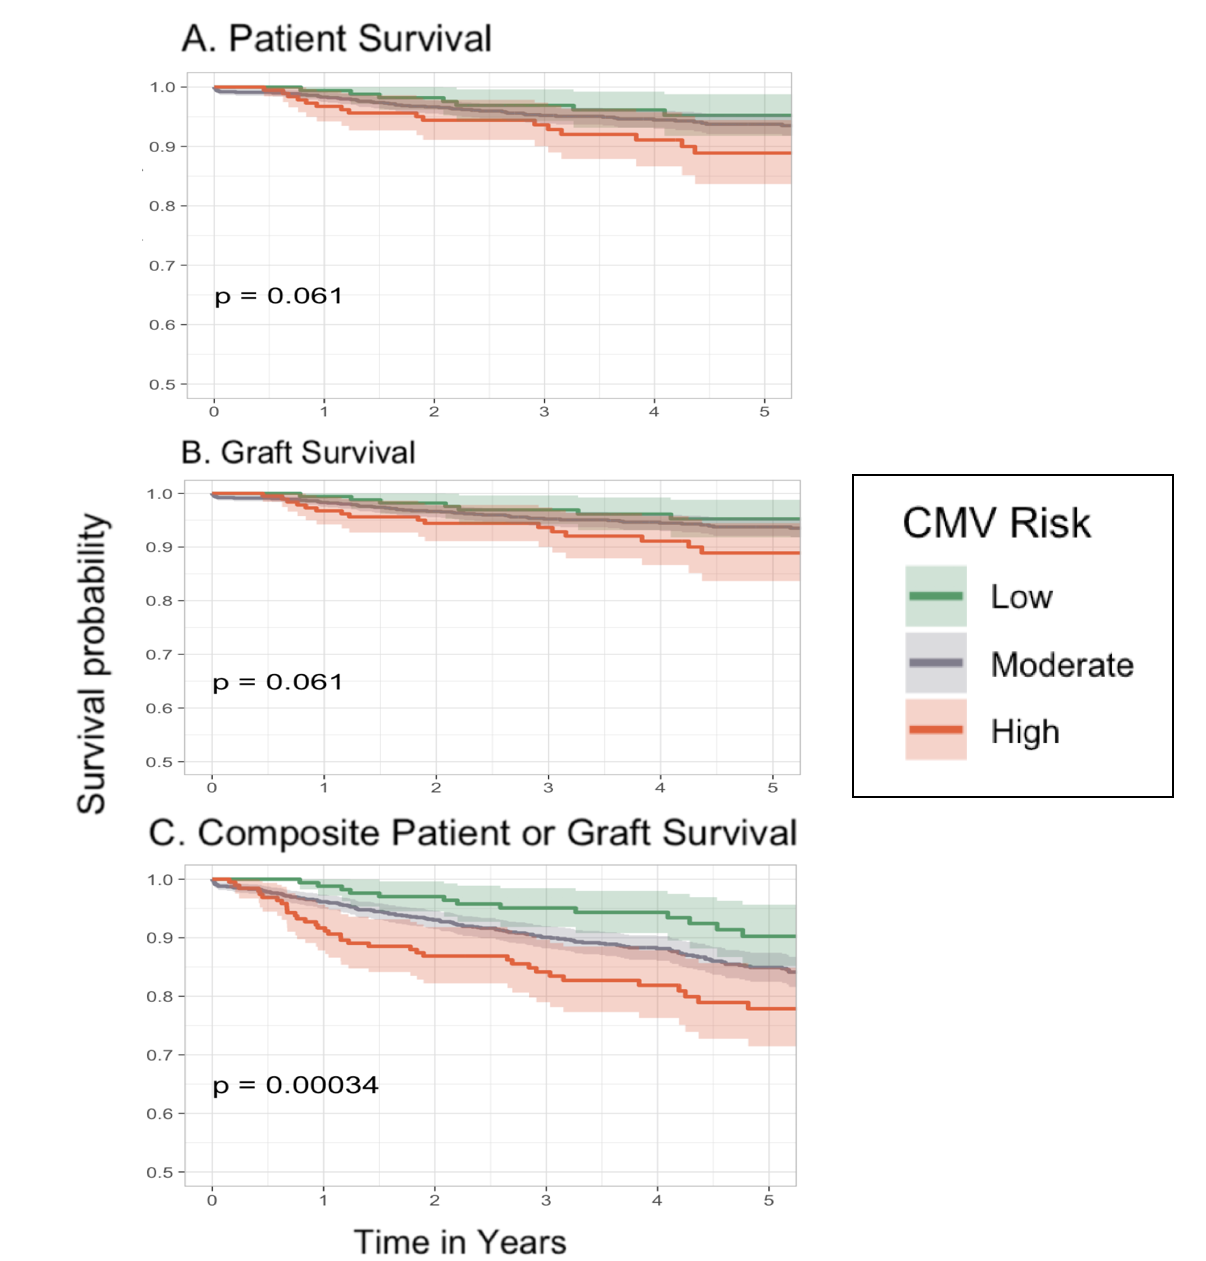 A. Patient Survival
1.0
0.9
0.8
0.7
0.6
0.5
p = 0.061
0 1 2 3 4 5
B. Graft Survival
1.0
0.9
0.8
0.7
0.6
0.5
p = 0.061
0 1 2 3 4 5
Survival probability
CMV Risk
Low
Moderate
High
C. Composite Patient or Graft Survival
1.0
0.9
0.8
0.7
0.6
0.5
p = 0.00034
0 1 2 3 4 5
Time in Years